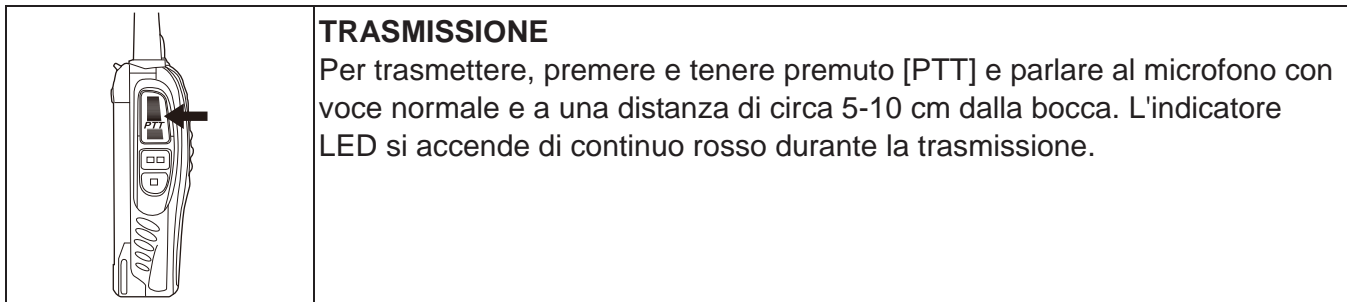 TRASMISSIONE
Per trasmettere, premere e tenere premuto [PTT] e parlare al microfono con
voce normale e a una distanza di circa 5-10 cm dalla bocca. L'indicatore
LED si accende di continuo rosso durante la trasmissione.
PTT